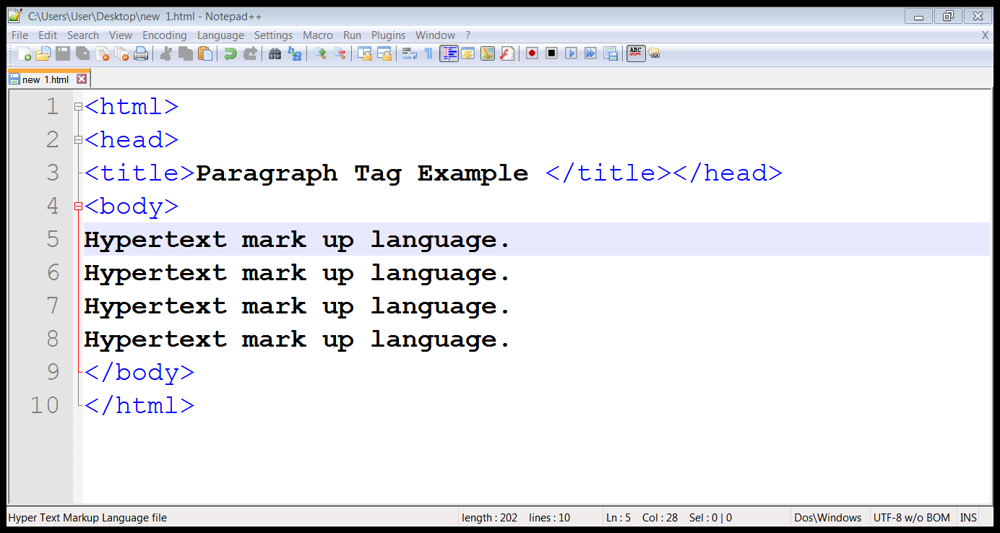 C:\Users\User\Desktop\new  1.html - Notepad++
File Edit Search View Encoding Language Settings Macro Run Plugins Window ? X
ABC
new  1.html
1 <html>
2 <head>
3 <title>Paragraph Tag Example </title></head>
4 <body>
5 Hypertext mark up language.
6 Hypertext mark up language.
7 Hypertext mark up language.
8 Hypertext mark up language.
9 </body>
10 </html>
Hyper Text Markup Language file length : 202 lines : 10 Ln : 5 Col : 28 Sel : 0 | 0 Dos\Windows UTF-8 w/o BOM INS